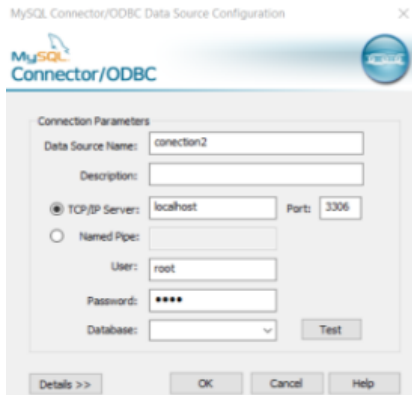 MySQL Connector/ODBC Data Source Configuration
MySQL
Connector/ODBC
Connection Parameters
Data Source Name: conection2
Description:
TCP/IP Server: localhost Port: 3306
Named Pipe:
User: root
Password: ••••
Database: Test
Details >> OK Cancel Help